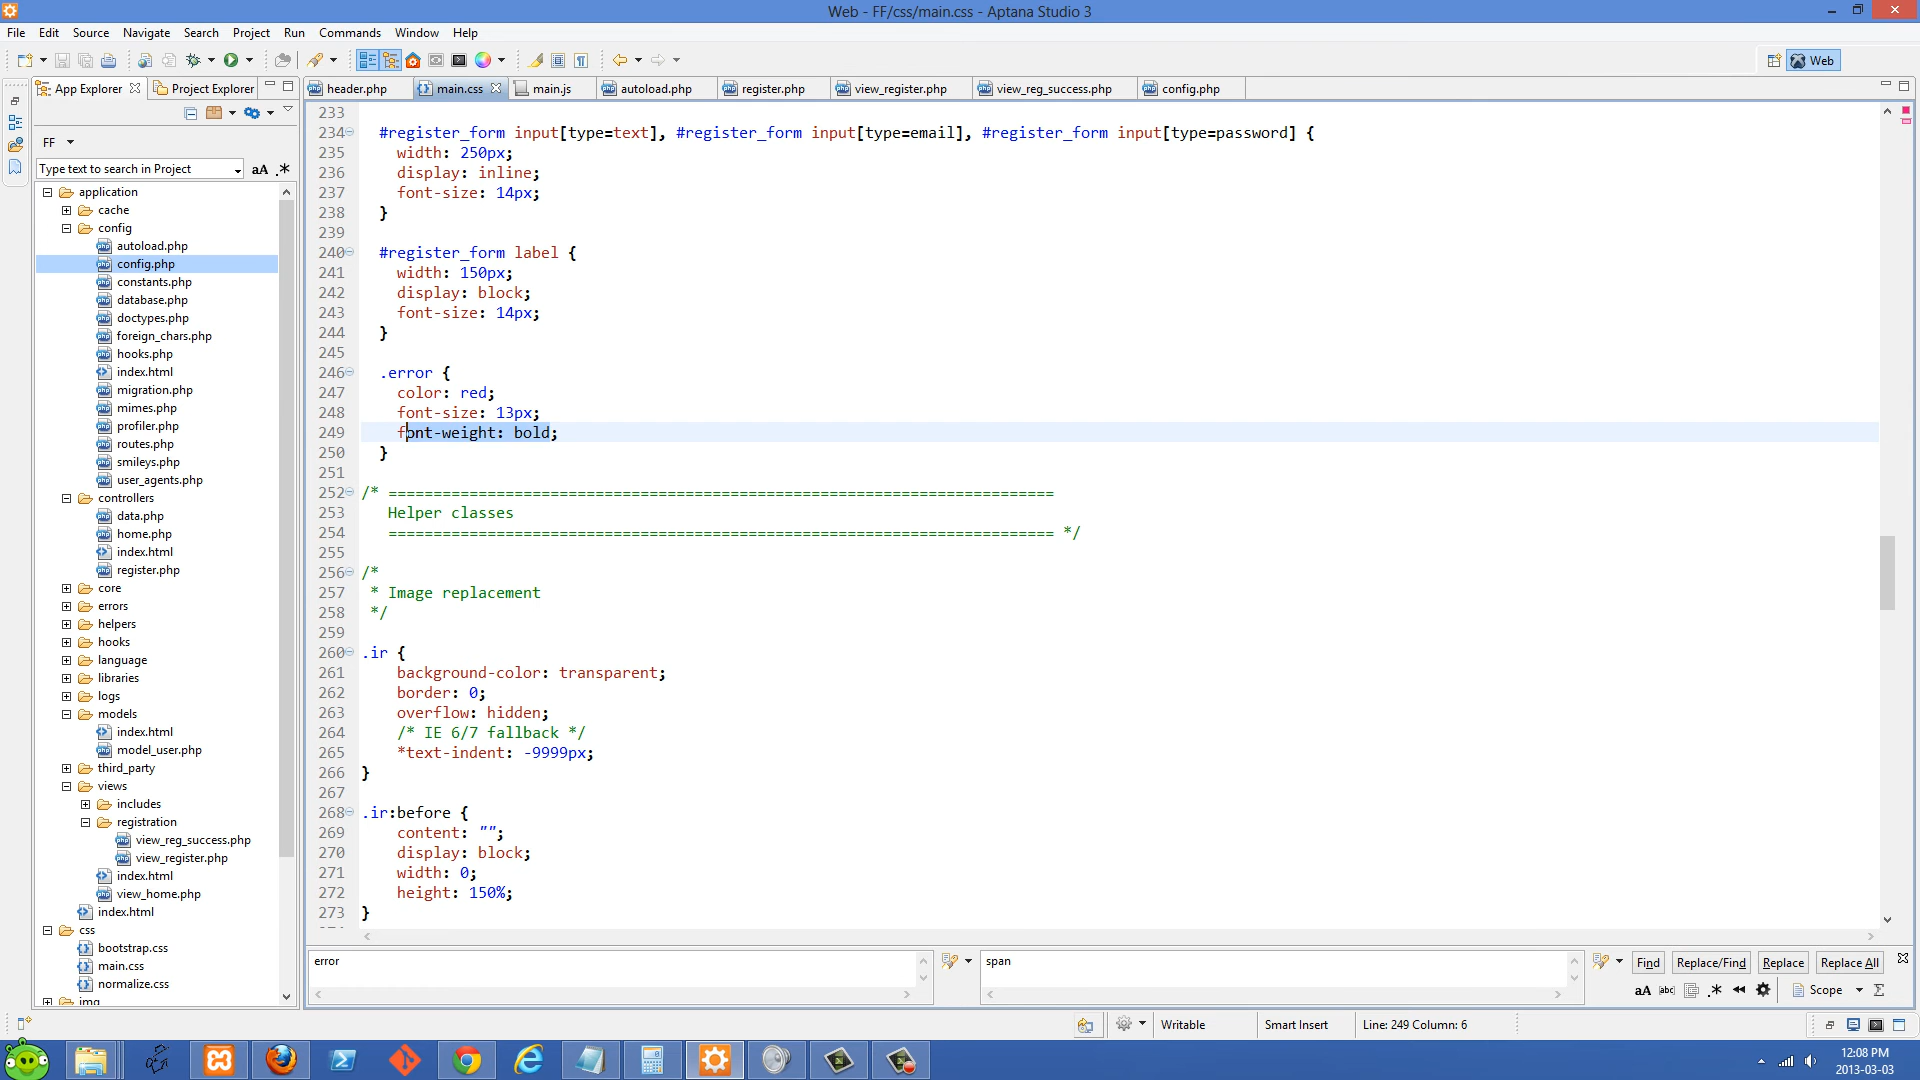 Web - FF/css/main.css - Aptana Studio 3
File Edit Source Navigate Search Project Run Commands Window Help
Web
App Explorer Project Explorer
header.php main.css main.js autoload.php register.php view_register.php view_reg_success.php config.php
FF
Type text to search in Project aA .*
application
cache
config
autoload.php
config.php
constants.php
database.php
doctypes.php
foreign_chars.php
hooks.php
index.html
migration.php
mimes.php
profiler.php
routes.php
smileys.php
user_agents.php
controllers
data.php
home.php
index.html
register.php
core
errors
helpers
hooks
language
libraries
logs
models
index.html
model_user.php
third_party
views
includes
registration
view_reg_success.php
view_register.php
index.html
view_home.php
index.html
css
bootstrap.css
main.css
normalize.css
img
233
234 #register_form input[type=text], #register_form input[type=email], #register_form input[type=password] {
235 width: 250px;
236 display: inline;
237 font-size: 14px;
238 }
239
240 #register_form label {
241 width: 150px;
242 display: block;
243 font-size: 14px;
244 }
245
246 .error {
247 color: red;
248 font-size: 13px;
249 font-weight: bold;
250 }
251
252 /* ==========================================================================
253 Helper classes
254 ========================================================================== */
255
256 /*
257 * Image replacement
258 */
259
260 .ir {
261 background-color: transparent;
262 border: 0;
263 overflow: hidden;
264 /* IE 6/7 fallback */
265 *text-indent: -9999px;
266 }
267
268 .ir:before {
269 content: "";
270 display: block;
271 width: 0;
272 height: 150%;
273 }
error
span
Find Replace/Find Replace Replace All
aA abc .* Scope Σ
Writable Smart Insert Line: 249 Column: 6
12:08 PM
2013-03-03